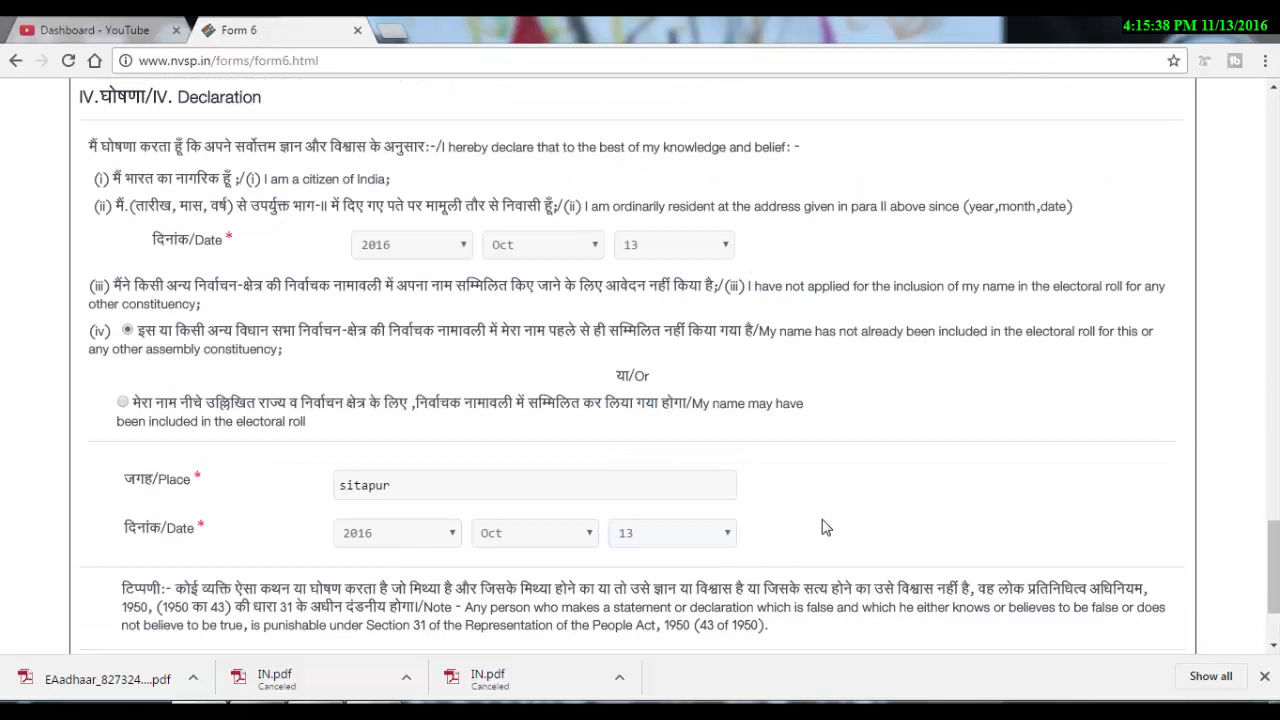 4:15:38 PM 11/13/2016
Dashboard - YouTube
Form 6
www.nvsp.in/forms/form6.html
IV.घोषणा/IV. Declaration
मैं घोषणा करता हूँ कि अपने सर्वोत्तम ज्ञान और विश्वास के अनुसार:-/I hereby declare that to the best of my knowledge and belief: -
(i) मैं भारत का नागरिक हूँ ;/(i) I am a citizen of India;
(ii) मैं.(तारीख, मास, वर्ष) से उपर्युक्त भाग-II में दिए गए पते पर मामूली तौर से निवासी हूँ;/(ii) I am ordinarily resident at the address given in para II above since (year,month,date)
दिनांक/Date * 2016 Oct 13
(iii) मैंने किसी अन्य निर्वाचन-क्षेत्र की निर्वाचक नामावली में अपना नाम सम्मिलित किए जाने के लिए आवेदन नहीं किया है;/(iii) I have not applied for the inclusion of my name in the electoral roll for any
other constituency;
(iv) इस या किसी अन्य विधान सभा निर्वाचन-क्षेत्र की निर्वाचक नामावली में मेरा नाम पहले से ही सम्मिलित नहीं किया गया है/My name has not already been included in the electoral roll for this or
any other assembly constituency;
या/Or
मेरा नाम नीचे उल्लिखित राज्य व निर्वाचन क्षेत्र के लिए ,निर्वाचक नामावली में सम्मिलित कर लिया गया होगा/My name may have
been included in the electoral roll
जगह/Place * sitapur
दिनांक/Date * 2016 Oct 13
टिप्पणी:- कोई व्यक्ति ऐसा कथन या घोषण करता है जो मिथ्या है और जिसके मिथ्या होने का या तो उसे ज्ञान या विश्वास है या जिसके सत्य होने का उसे विश्वास नहीं है, वह लोक प्रतिनिधित्व अधिनियम,
1950, (1950 का 43) की धारा 31 के अधीन दंडनीय होगा।/Note - Any person who makes a statement or declaration which is false and which he either knows or believes to be false or does
not believe to be true, is punishable under Section 31 of the Representation of the People Act, 1950 (43 of 1950).
EAadhaar_827324....pdf
IN.pdf
Canceled
IN.pdf
Canceled
Show all